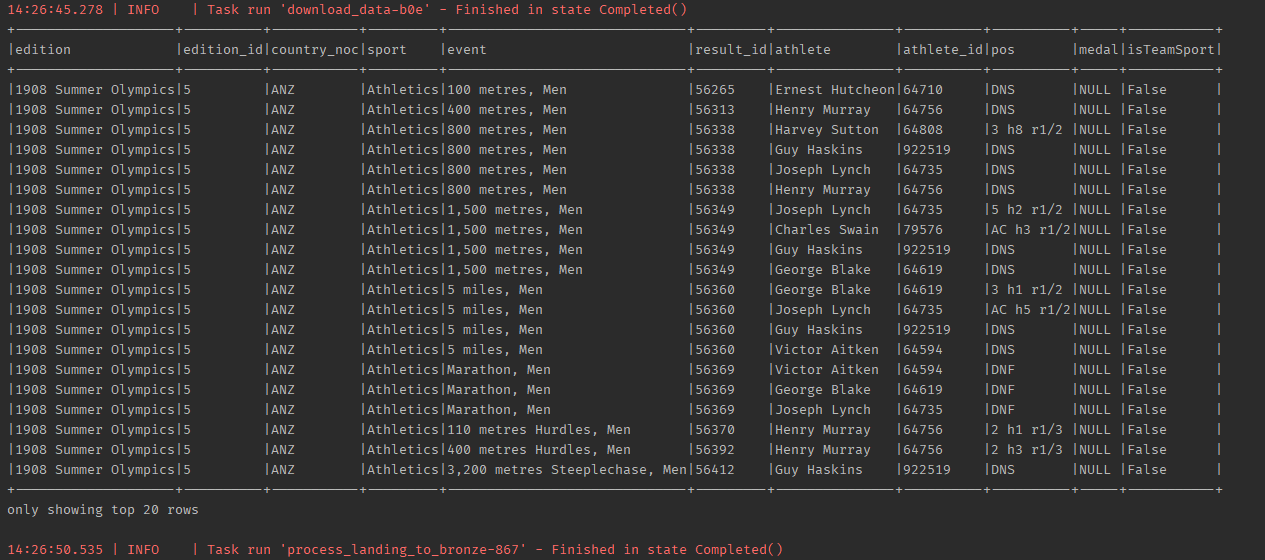 14:26:45.278 | INFO    | Task run 'download_data-b0e' - Finished in state Completed()
+--------------------+----------+-----------+---------+------------------------------+---------+----------------+----------+----------+-----+-----------+
|edition             |edition_id|country_noc|sport    |event                         |result_id|athlete        |athlete_id|pos       |medal|isTeamSport|
+--------------------+----------+-----------+---------+------------------------------+---------+----------------+----------+----------+-----+-----------+
|1908 Summer Olympics|5         |ANZ        |Athletics|100 metres, Men               |56265    |Ernest Hutcheon|64710     |DNS       |NULL |False      |
|1908 Summer Olympics|5         |ANZ        |Athletics|400 metres, Men               |56313    |Henry Murray   |64756     |DNS       |NULL |False      |
|1908 Summer Olympics|5         |ANZ        |Athletics|800 metres, Men               |56338    |Harvey Sutton  |64808     |3 h8 r1/2 |NULL |False      |
|1908 Summer Olympics|5         |ANZ        |Athletics|800 metres, Men               |56338    |Guy Haskins    |922519    |DNS       |NULL |False      |
|1908 Summer Olympics|5         |ANZ        |Athletics|800 metres, Men               |56338    |Joseph Lynch   |64735     |DNS       |NULL |False      |
|1908 Summer Olympics|5         |ANZ        |Athletics|800 metres, Men               |56338    |Henry Murray   |64756     |DNS       |NULL |False      |
|1908 Summer Olympics|5         |ANZ        |Athletics|1,500 metres, Men             |56349    |Joseph Lynch   |64735     |5 h2 r1/2 |NULL |False      |
|1908 Summer Olympics|5         |ANZ        |Athletics|1,500 metres, Men             |56349    |Charles Swain  |79576     |AC h3 r1/2|NULL |False      |
|1908 Summer Olympics|5         |ANZ        |Athletics|1,500 metres, Men             |56349    |Guy Haskins    |922519    |DNS       |NULL |False      |
|1908 Summer Olympics|5         |ANZ        |Athletics|1,500 metres, Men             |56349    |George Blake   |64619     |DNS       |NULL |False      |
|1908 Summer Olympics|5         |ANZ        |Athletics|5 miles, Men                  |56360    |George Blake   |64619     |3 h1 r1/2 |NULL |False      |
|1908 Summer Olympics|5         |ANZ        |Athletics|5 miles, Men                  |56360    |Joseph Lynch   |64735     |AC h5 r1/2|NULL |False      |
|1908 Summer Olympics|5         |ANZ        |Athletics|5 miles, Men                  |56360    |Guy Haskins    |922519    |DNS       |NULL |False      |
|1908 Summer Olympics|5         |ANZ        |Athletics|5 miles, Men                  |56360    |Victor Aitken  |64594     |DNS       |NULL |False      |
|1908 Summer Olympics|5         |ANZ        |Athletics|Marathon, Men                 |56369    |Victor Aitken  |64594     |DNF       |NULL |False      |
|1908 Summer Olympics|5         |ANZ        |Athletics|Marathon, Men                 |56369    |George Blake   |64619     |DNF       |NULL |False      |
|1908 Summer Olympics|5         |ANZ        |Athletics|Marathon, Men                 |56369    |Joseph Lynch   |64735     |DNF       |NULL |False      |
|1908 Summer Olympics|5         |ANZ        |Athletics|110 metres Hurdles, Men       |56370    |Henry Murray   |64756     |2 h1 r1/3 |NULL |False      |
|1908 Summer Olympics|5         |ANZ        |Athletics|400 metres Hurdles, Men       |56392    |Henry Murray   |64756     |2 h3 r1/3 |NULL |False      |
|1908 Summer Olympics|5         |ANZ        |Athletics|3,200 metres Steeplechase, Men|56412    |Guy Haskins    |922519    |DNS       |NULL |False      |
+--------------------+----------+-----------+---------+------------------------------+---------+---------------+----------+----------+-----+-----------+
only showing top 20 rows
14:26:50.535 | INFO    | Task run 'process_landing_to_bronze-867' - Finished in state Completed()